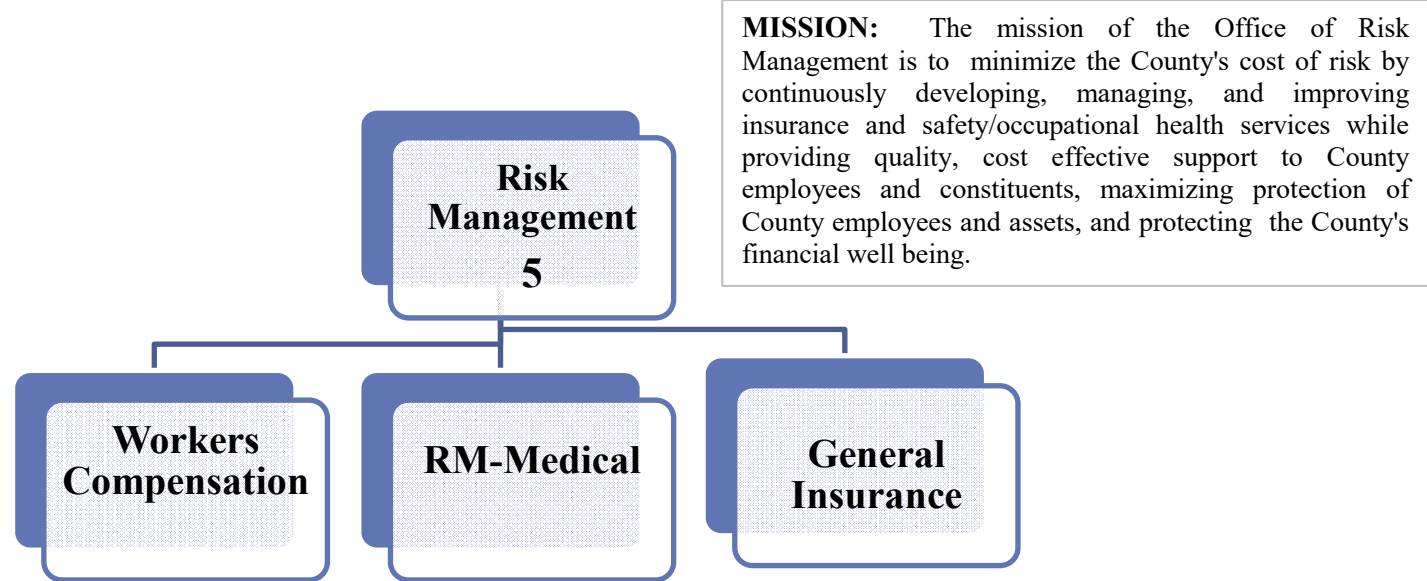 MISSION: The mission of the Office of Risk
Management is to minimize the County's cost of risk by
continuously developing, managing, and improving
insurance and safety/occupational health services while
providing quality, cost effective support to County
employees and constituents, maximizing protection of
County employees and assets, and protecting the County's
financial well being.
Risk
Management
5
Workers
Compensation
RM-Medical
General
Insurance